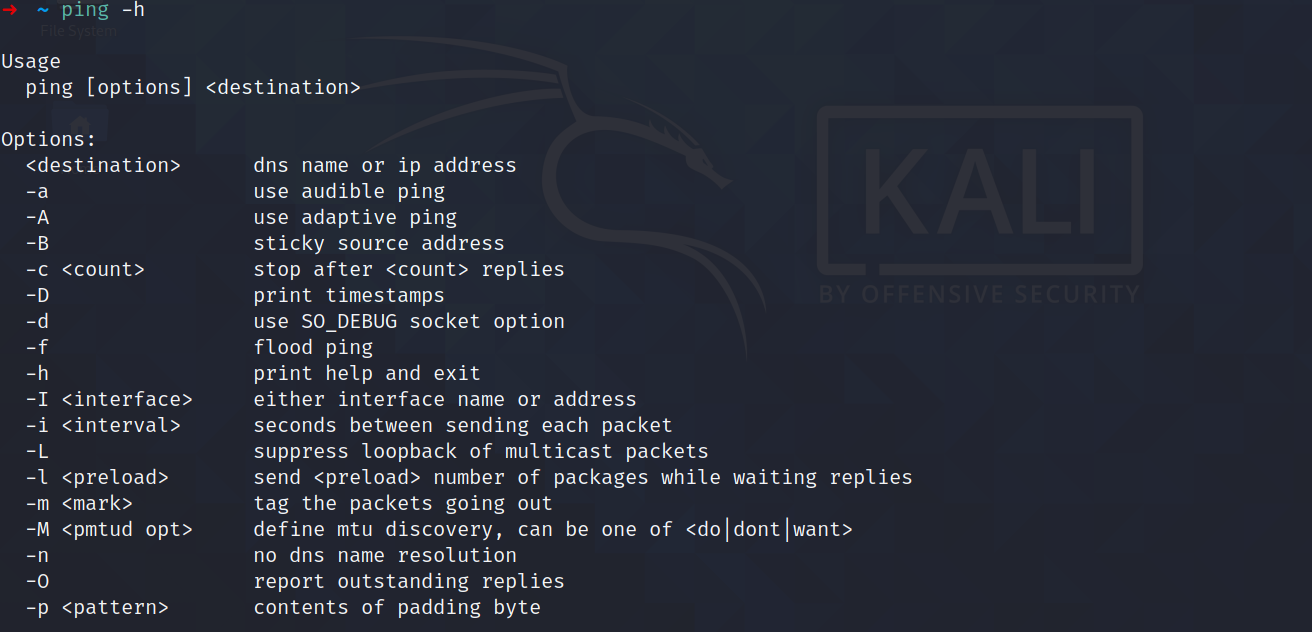 → ~ ping -h
File System
Usage
  ping [options] <destination>
Options:
  <destination>      dns name or ip address
  -a                 use audible ping
  -A                 use adaptive ping
  -B                 sticky source address
  -c <count>         stop after <count> replies
  -D                 print timestamps
  -d                 use SO_DEBUG socket option
  -f                 flood ping
  -h                 print help and exit
  -I <interface>     either interface name or address
  -i <interval>      seconds between sending each packet
  -L                 suppress loopback of multicast packets
  -l <preload>       send <preload> number of packages while waiting replies
  -m <mark>          tag the packets going out
  -M <pmtud opt>     define mtu discovery, can be one of <do|dont|want>
  -n                 no dns name resolution
  -O                 report outstanding replies
  -p <pattern>       contents of padding byte
KALI
BY OFFENSIVE SECURITY